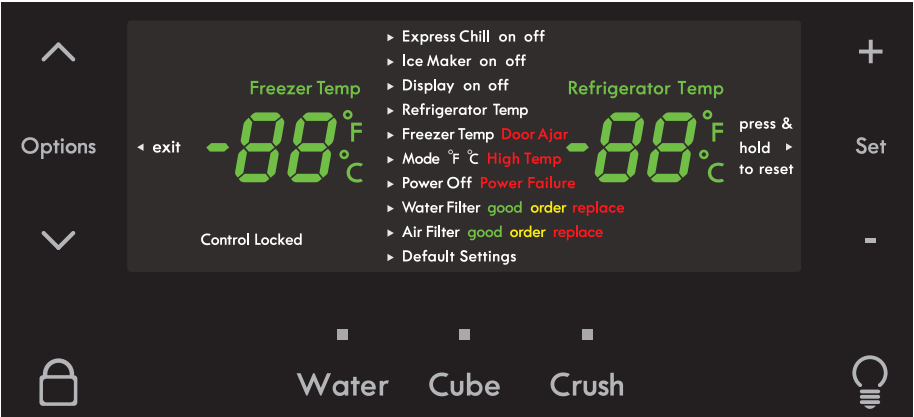 Express Chill on off
Ice Maker on off
Freezer Temp
Display on off
Refrigerator Temp
Refrigerator Temp
Options
exit
-88 °F °C
Freezer Temp Door Ajar
Mode °F °C High Temp
Power Off Power Failure
-88 °F °C
press &
hold
to reset
+
Set
-
Water Filter good order replace
Control Locked
Air Filter good order replace
Default Settings
Water
Cube
Crush